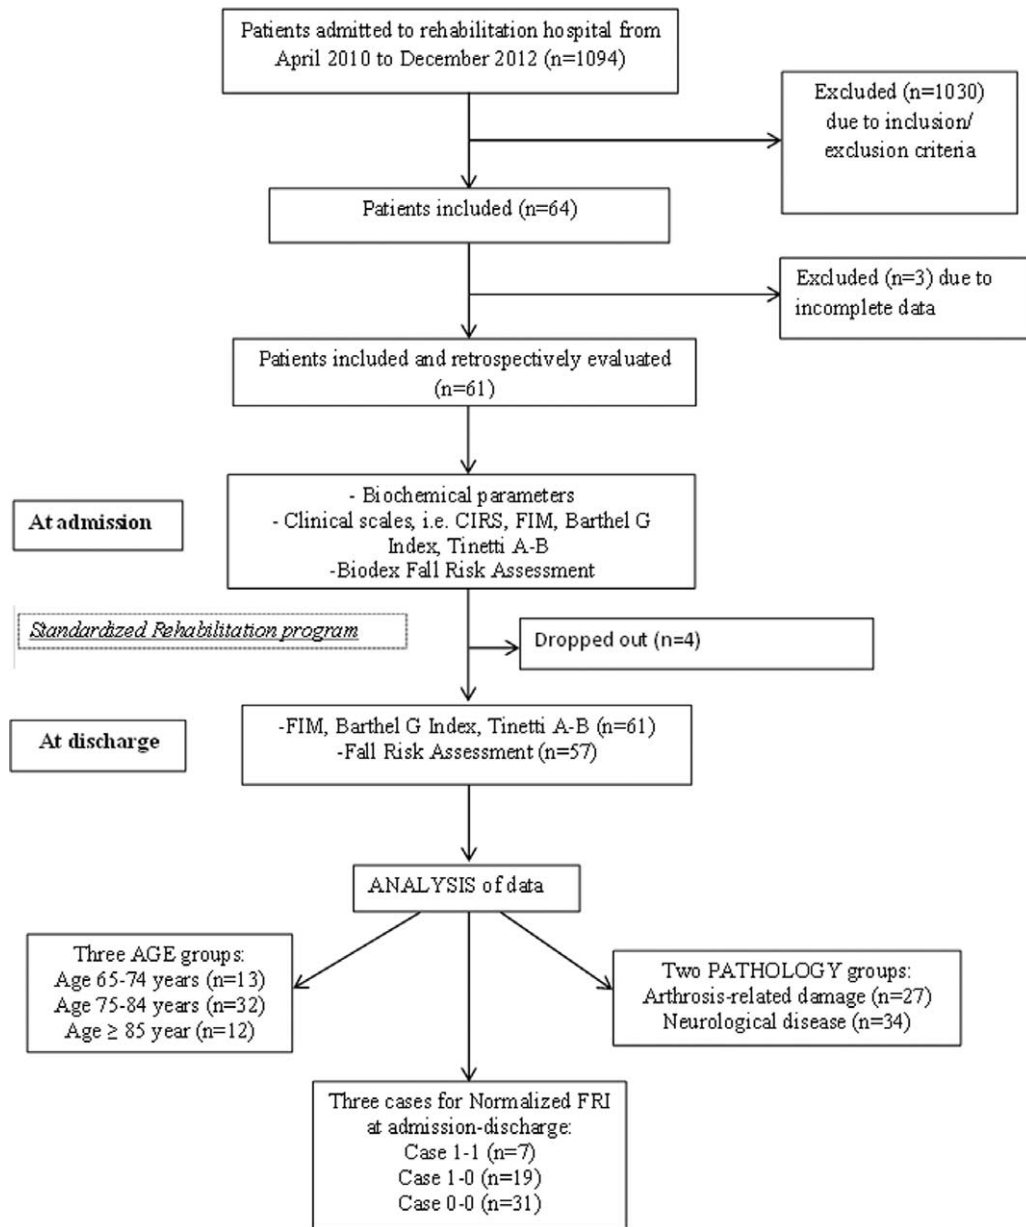 Patients admitted to rehabilitation hospital from
April 2010 to December 2012 (n=1094)
Excluded (n=1030)
due to inclusion/
exclusion criteria
Patients included (n=64)
Excluded (n=3) due to
incomplete data
Patients included and retrospectively evaluated
(n=61)
At admission
- Biochemical parameters
- Clinical scales, i.e. CIRS, FIM, Barthel G
Index, Tinetti A-B
-Biodex Fall Risk Assessment
Standardized Rehabilitation program
Dropped out (n=4)
At discharge
-FIM, Barthel G Index, Tinetti A-B (n=61)
-Fall Risk Assessment (n=57)
ANALYSIS of data
Three AGE groups:
Age 65-74 years (n=13)
Age 75-84 years (n=32)
Age ≥ 85 year (n=12)
Two PATHOLOGY groups:
Arthrosis-related damage (n=27)
Neurological disease (n=34)
Three cases for Normalized FRI
at admission-discharge:
Case 1-1 (n=7)
Case 1-0 (n=19)
Case 0-0 (n=31)